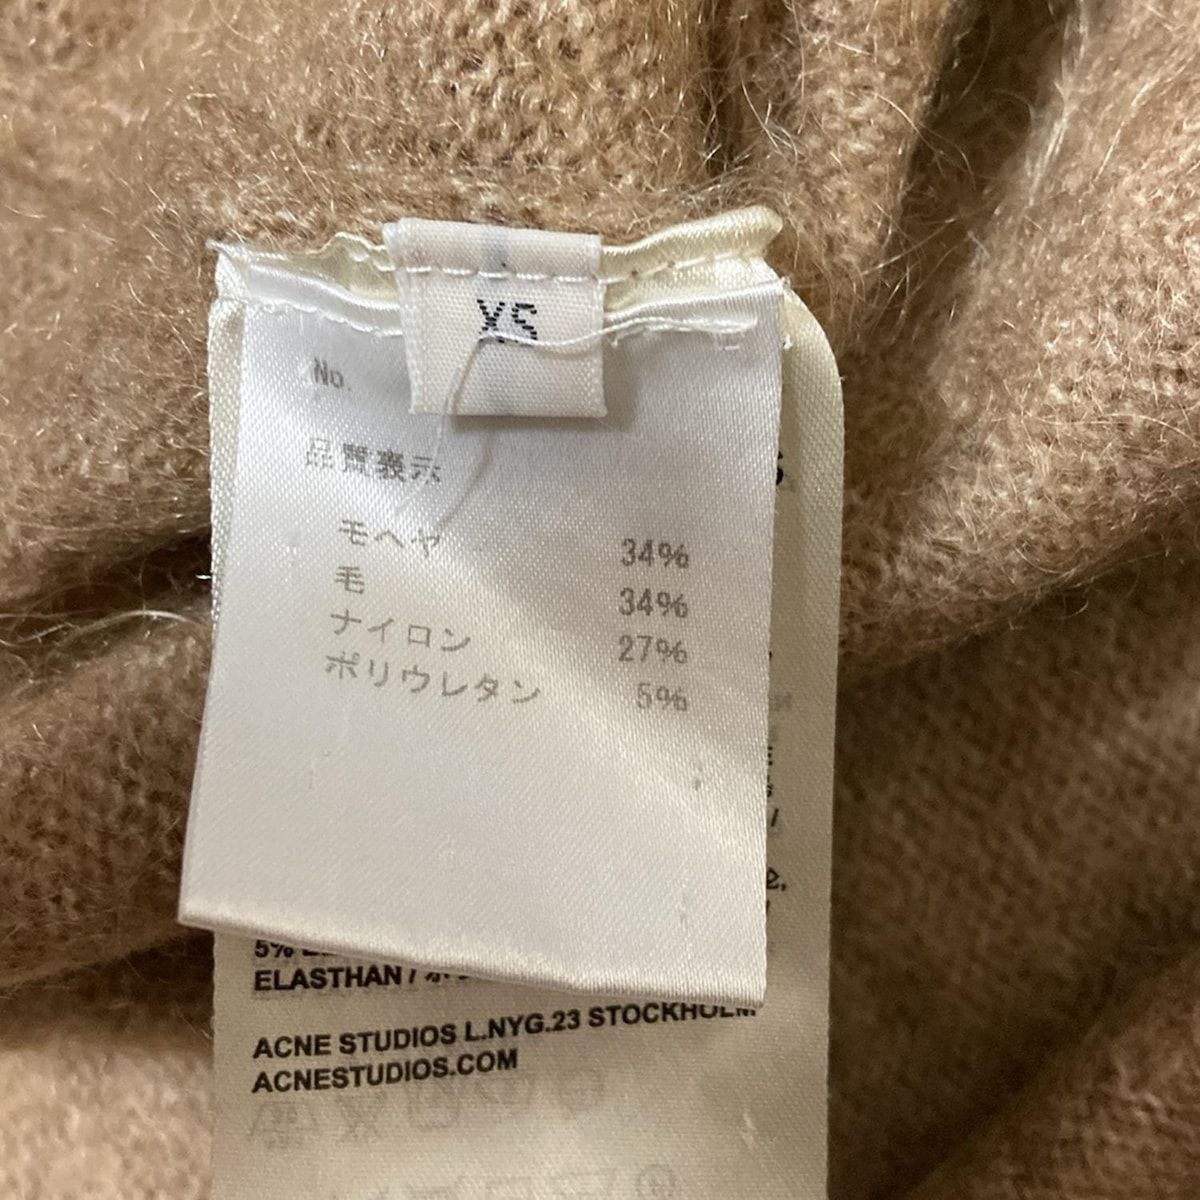 XS
No.
品質表示
モヘヤ 34%
毛 34%
ナイロン 27%
ポリウレタン 5%
5%
ELASTHAN /
ACNE STUDIOS L.NYG.23 STOCKHOLM
ACNESTUDIOS.COM